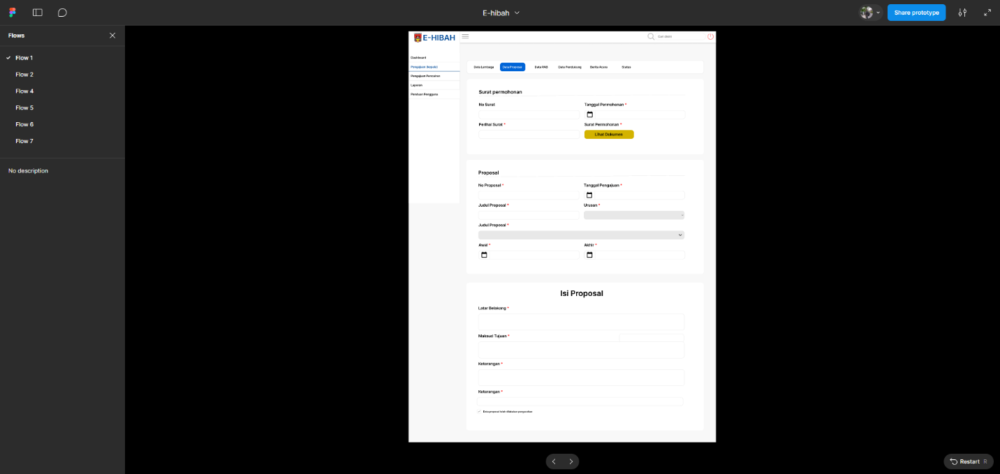 E-hibah
Share prototype
Flows
Flow 1
Flow 2
Flow 4
Flow 5
Flow 6
Flow 7
No description
E-HIBAH
Cari disini
Dashboard
Pengajuan (kepala)
Pengajuan Pencairan
Laporan
Panduan Pengguna
Data Lembaga
Data Proposal
Data RAB
Data Pendukung
Berita Acara
Status
Surat permohonan
No Surat
Tanggal Permohonan *
Perihal Surat *
Surat Permohonan *
Lihat Dokumen
Proposal
No Proposal *
Tanggal Pengajuan *
Judul Proposal *
Urusan *
Judul Proposal *
Awal *
Akhir *
Isi Proposal
Latar Belakang *
Maksud Tujuan *
Keterangan *
Keterangan *
Data proposal telah dilakukan pengecekan
Restart R